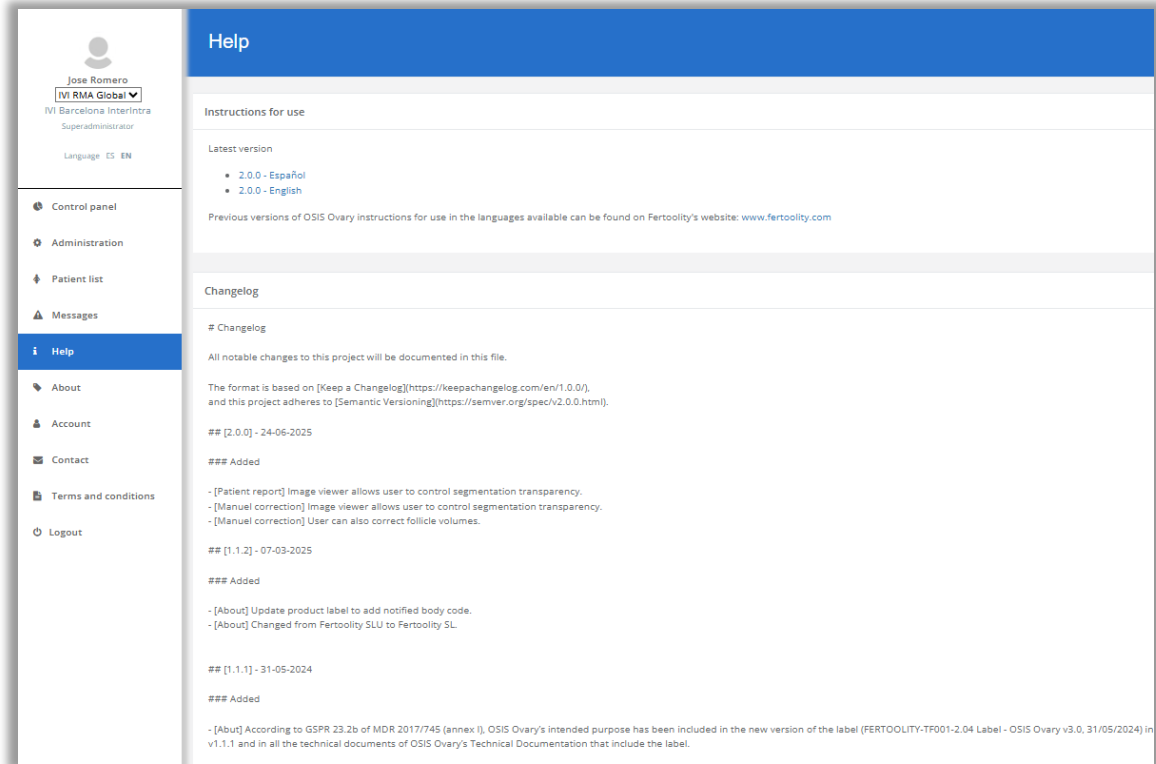 Jose Romero
IVI RMA Global
IVI Barcelona InterIntra
Superadministrator
Language ES EN
Control panel
Administration
Patient list
Messages
Help
About
Account
Contact
Terms and conditions
Logout
Help
Instructions for use
Latest version
2.0.0 - Español
2.0.0 - English
Previous versions of OSIS Ovary instructions for use in the languages available can be found on Fertoolity's website: www.fertoolity.com
Changelog
# Changelog
All notable changes to this project will be documented in this file.
The format is based on [Keep a Changelog](https://keepachangelog.com/en/1.0.0/),
and this project adheres to [Semantic Versioning](https://semver.org/spec/v2.0.0.html).
## [2.0.0] - 24-06-2025
### Added
- [Patient report] Image viewer allows user to control segmentation transparency.
- [Manuel correction] Image viewer allows user to control segmentation transparency.
- [Manuel correction] User can also correct follicle volumes.
## [1.1.2] - 07-03-2025
### Added
- [About] Update product label to add notified body code.
- [About] Changed from Fertoolity SLU to Fertoolity SL.
## [1.1.1] - 31-05-2024
### Added
- [Abut] According to GSPR 23.2b of MDR 2017/745 (annex I), OSIS Ovary's intended purpose has been included in the new version of the label (FERTOOLITY-TF001-2.04 Label - OSIS Ovary v3.0, 31/05/2024) in
v1.1.1 and in all the technical documents of OSIS Ovary's Technical Documentation that include the label.